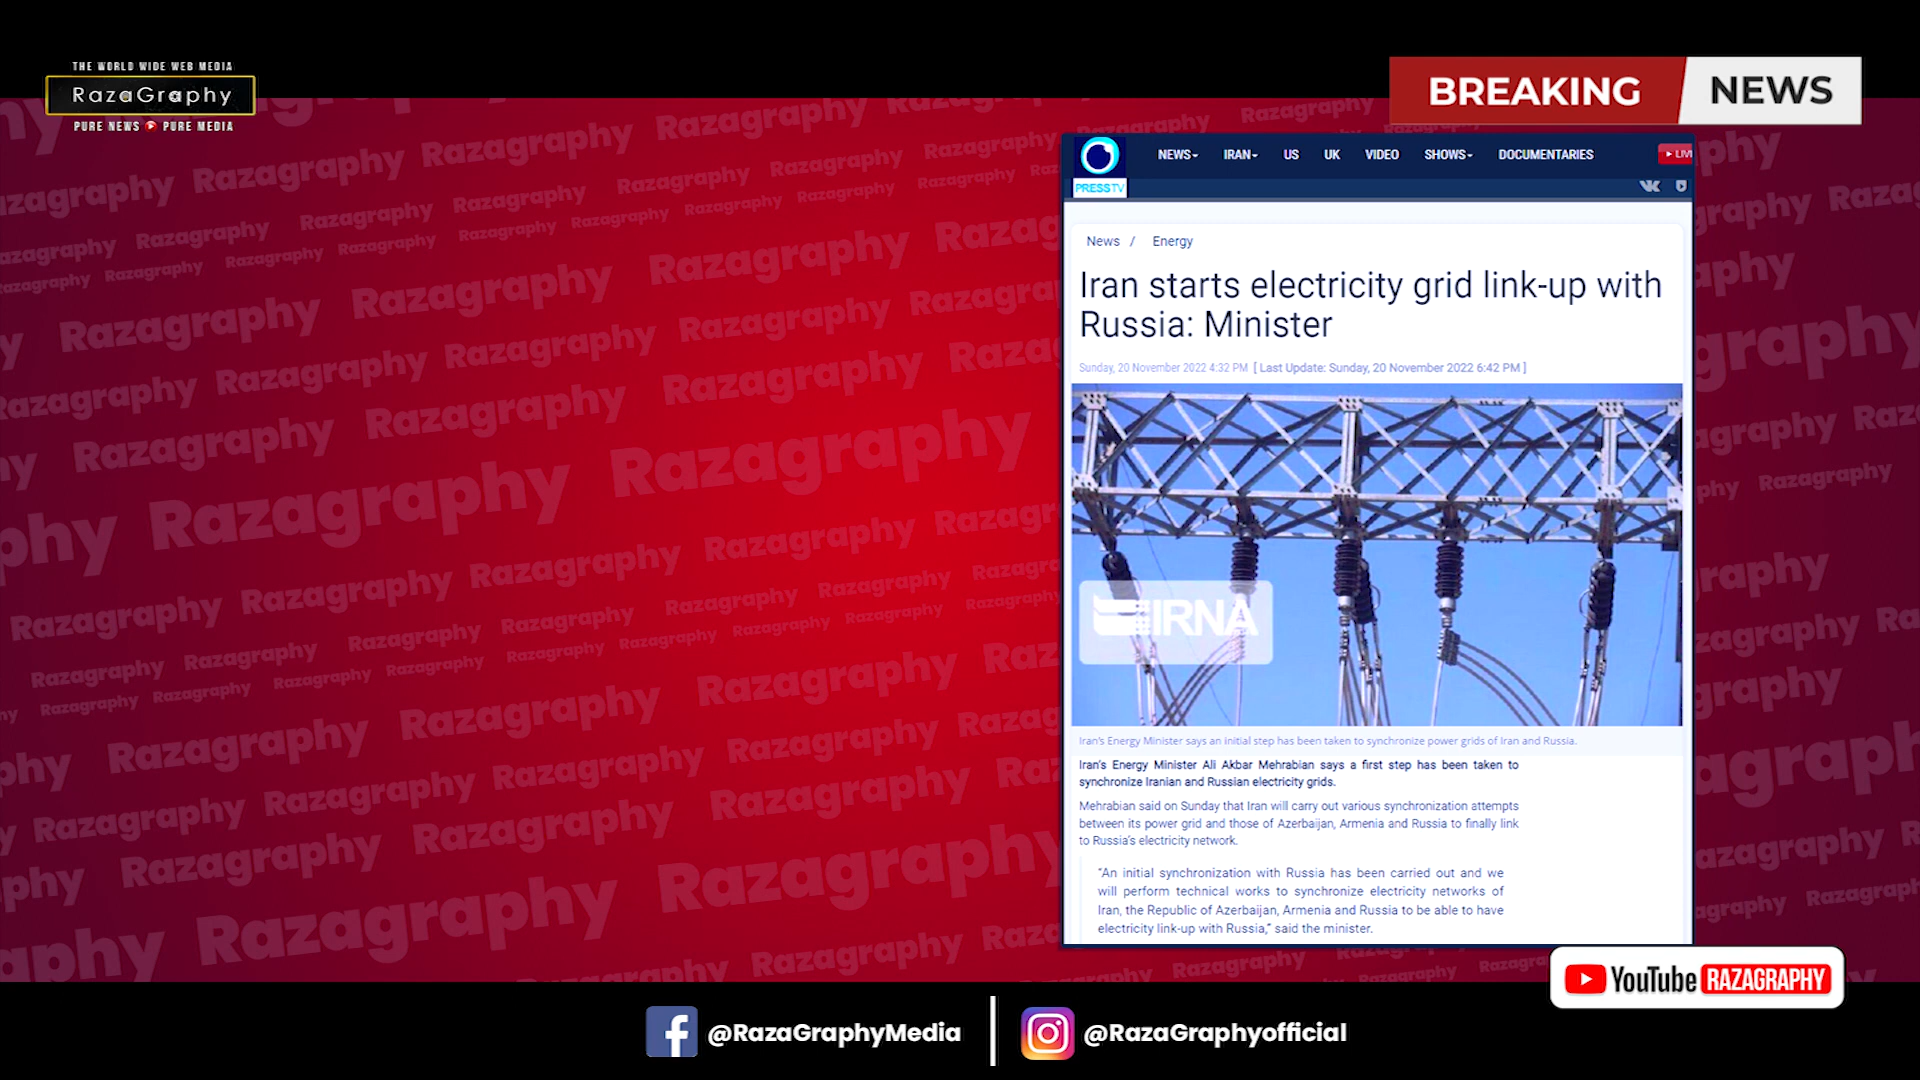 THE WORLD WIDE WEB MEDIA
RazaGraphy
PURE NEWS PURE MEDIA
BREAKING NEWS
PRESSTV
NEWS IRAN US UK VIDEO SHOWS DOCUMENTARIES
News / Energy
Iran starts electricity grid link-up with
Russia: Minister
Sunday, 20 November 2022 4:32 PM [ Last Update: Sunday, 20 November 2022 6:42 PM ]
IRNA
Iran's Energy Minister says an initial step has been taken to synchronize power grids of Iran and Russia.
Iran's Energy Minister Ali Akbar Mehrabian says a first step has been taken to
synchronize Iranian and Russian electricity grids.
Mehrabian said on Sunday that Iran will carry out various synchronization attempts
between its power grid and those of Azerbaijan, Armenia and Russia to finally link
to Russia's electricity network.
"An initial synchronization with Russia has been carried out and we
will perform technical works to synchronize electricity networks of
Iran, the Republic of Azerbaijan, Armenia and Russia to be able to have
electricity link-up with Russia," said the minister.
YouTube RAZAGRAPHY
@RazaGraphyMedia
@RazaGraphyofficial